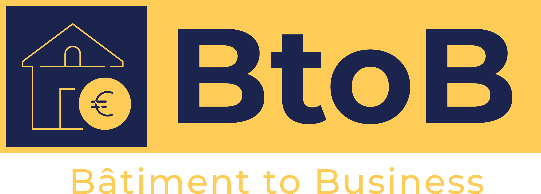 €
BtoB
Bâtiment to Business